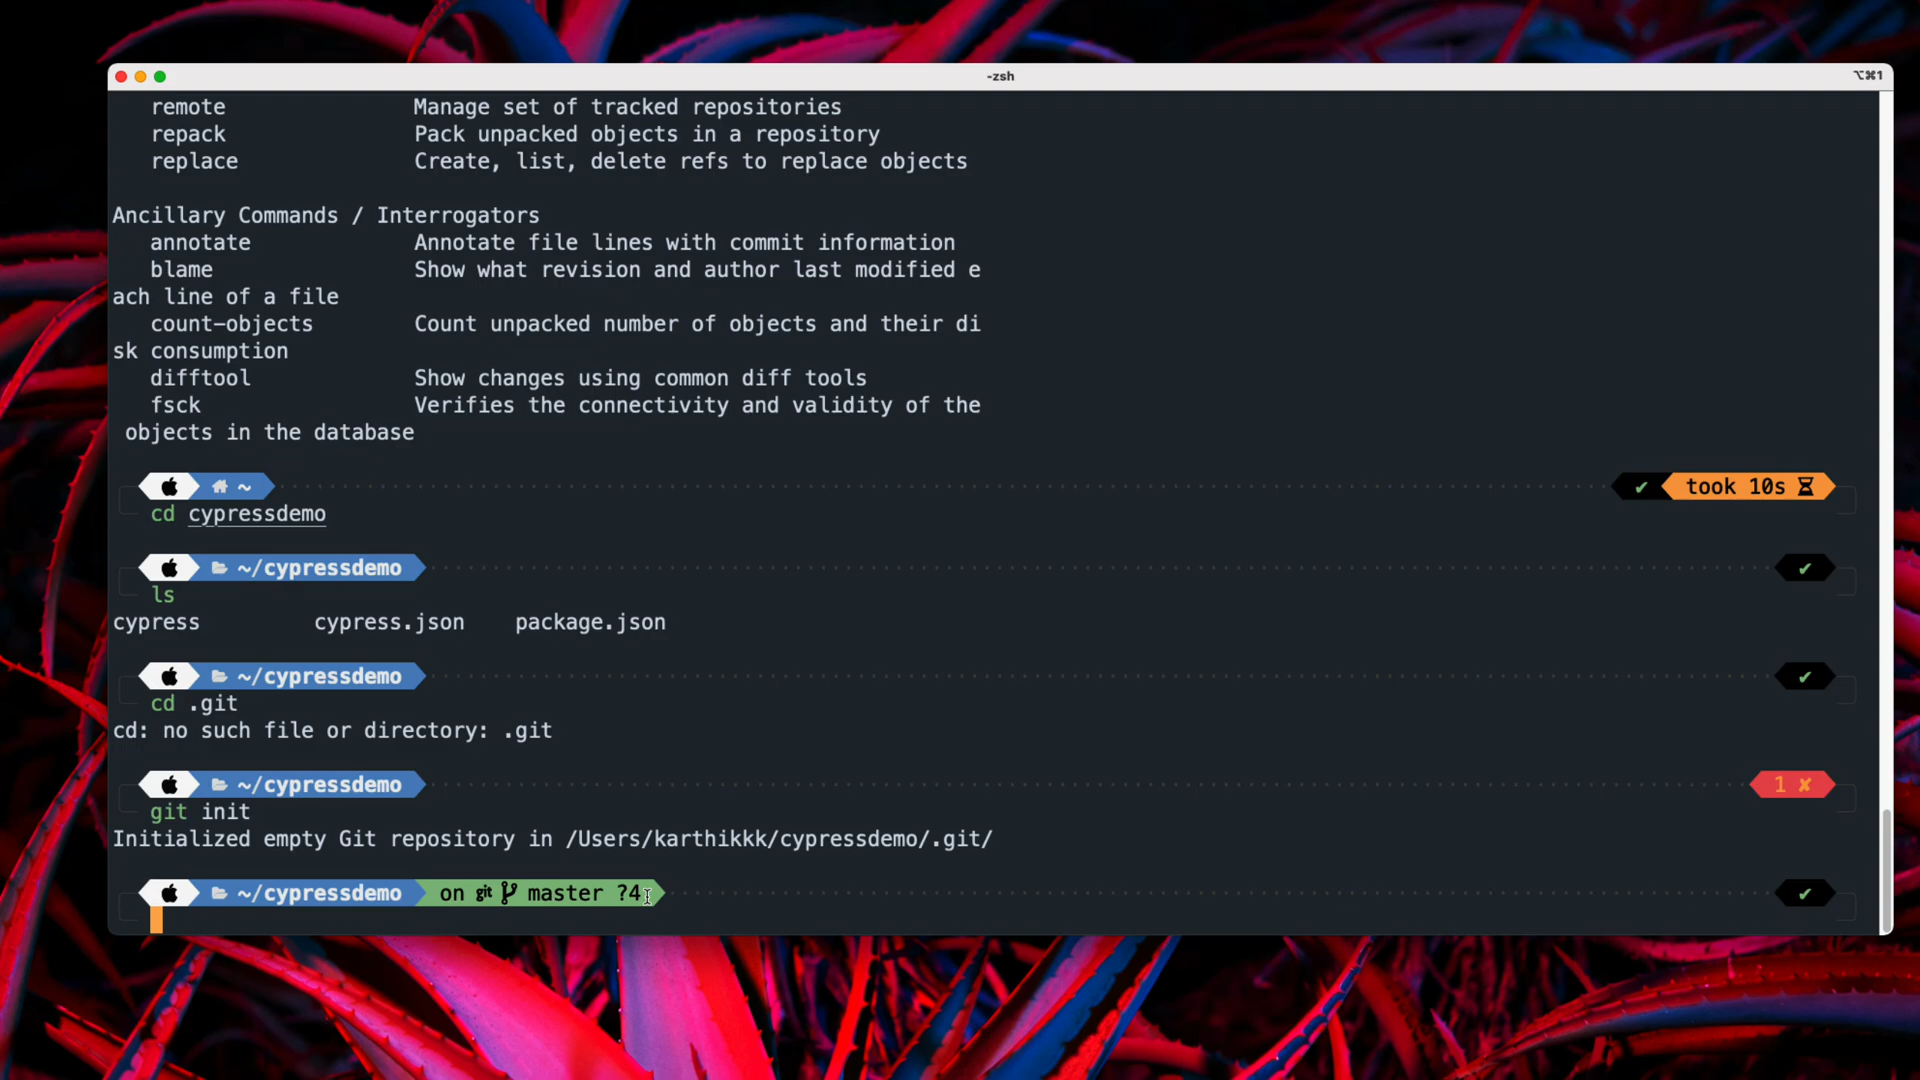 -zsh
⌥⌘1
remote Manage set of tracked repositories
repack Pack unpacked objects in a repository
replace Create, list, delete refs to replace objects
Ancillary Commands / Interrogators
annotate Annotate file lines with commit information
blame Show what revision and author last modified e
ach line of a file
count-objects Count unpacked number of objects and their di
sk consumption
difftool Show changes using common diff tools
fsck Verifies the connectivity and validity of the
objects in the database
~ ✔ took 10s
cd cypressdemo
~/cypressdemo ✔
ls
cypress cypress.json package.json
~/cypressdemo ✔
cd .git
cd: no such file or directory: .git
~/cypressdemo 1 ✘
git init
Initialized empty Git repository in /Users/karthikkk/cypressdemo/.git/
~/cypressdemo on git master ?4 ✔